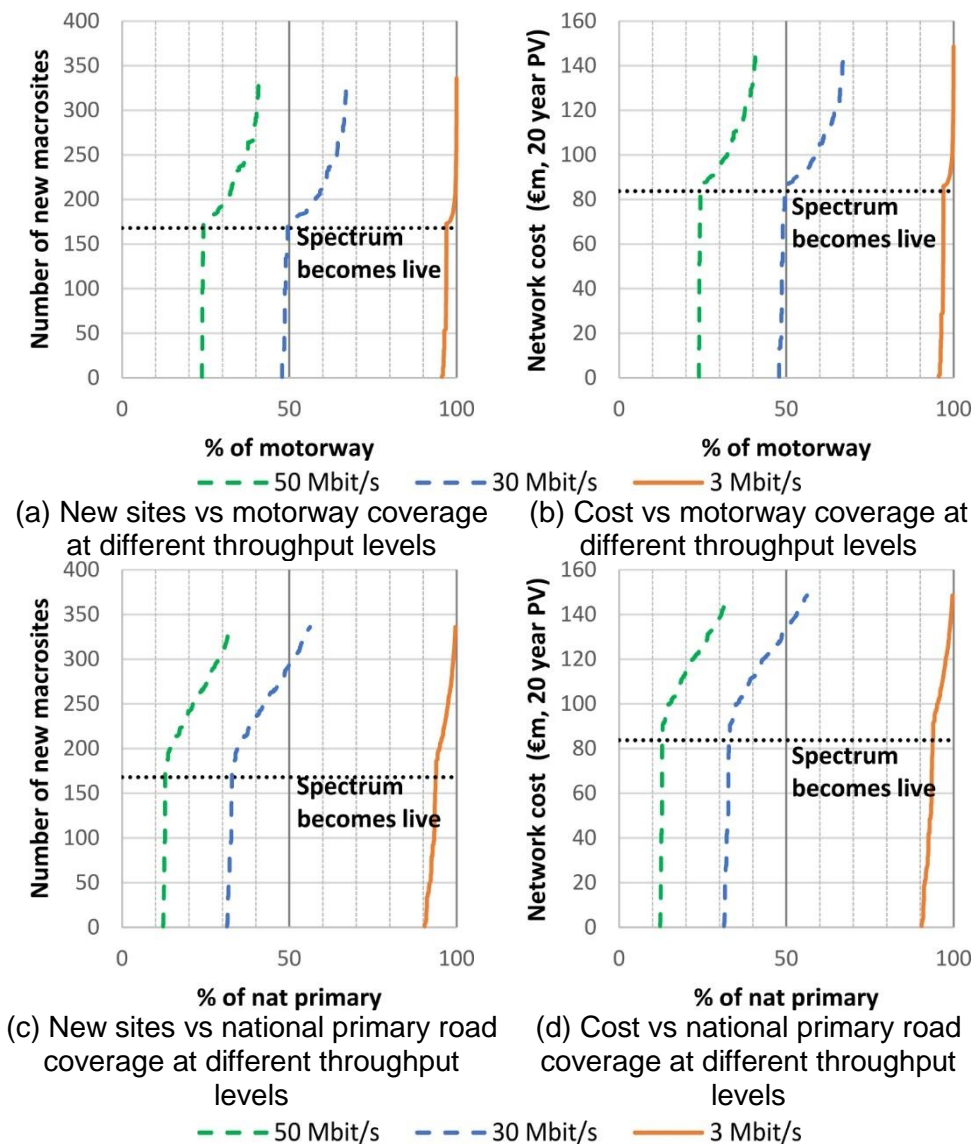 400
350
300
250
200
150
100
50
0
Number of new macrosites
Spectrum
becomes live
0 50 100
% of motorway
160
140
120
100
80
60
40
20
0
Network cost (€m, 20 year PV)
Spectrum
becomes live
0 50 100
% of motorway
50 Mbit/s 30 Mbit/s 3 Mbit/s
(a) New sites vs motorway coverage
at different throughput levels
(b) Cost vs motorway coverage at
different throughput levels
400
350
300
250
200
150
100
50
0
Number of new macrosites
Spectrum
becomes live
0 50 100
% of nat primary
160
140
120
100
80
60
40
20
0
Network cost (€m, 20 year PV)
Spectrum
becomes live
0 50 100
% of nat primary
(c) New sites vs national primary road
coverage at different throughput
levels
(d) Cost vs national primary road
coverage at different throughput
levels
50 Mbit/s 30 Mbit/s 3 Mbit/s